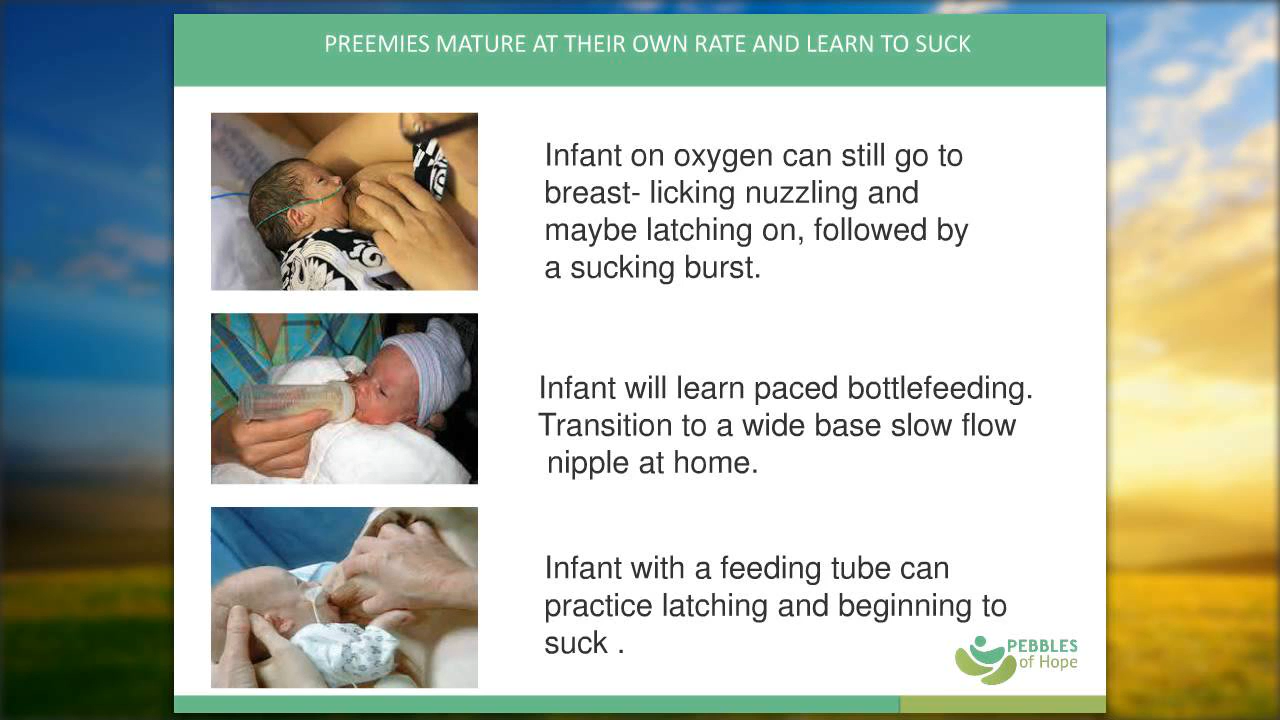 PREEMIES MATURE AT THEIR OWN RATE AND LEARN TO SUCK
Infant on oxygen can still go to
breast- licking nuzzling and
maybe latching on, followed by
a sucking burst.
Infant will learn paced bottlefeeding.
Transition to a wide base slow flow
nipple at home.
Infant with a feeding tube can
practice latching and beginning to
suck .
PEBBLES
of Hope